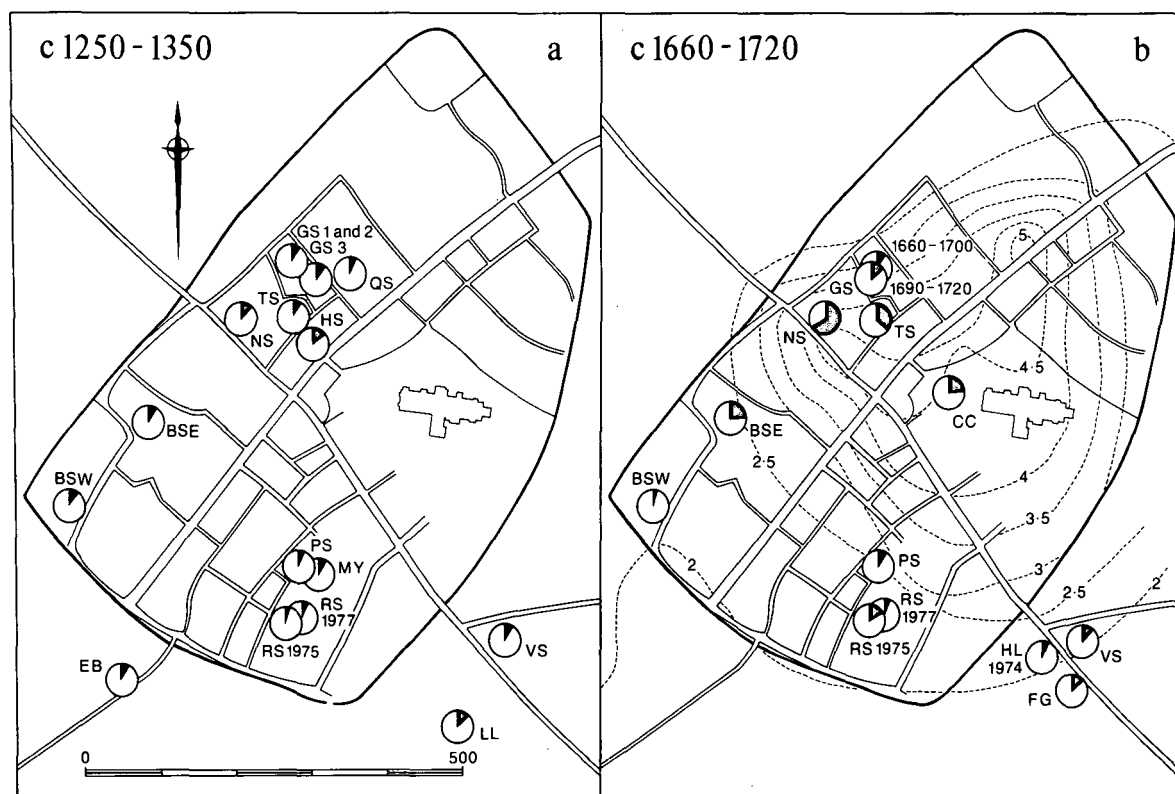 c 1250 - 1350
a
GS 1 and 2
GS 3
QS
TS
HS
NS
BSE
BSW
PS
MY
RS
1977
RS 1975
VS
EB
LL
0
500
c 1660 - 1720
b
5
1660 - 1700
GS
1690 - 1720
NS
TS
4·5
CC
BSE
2·5
BSW
4
3·5
PS
3
2
RS
1977
2·5
2
RS 1975
HL
1974
VS
FG